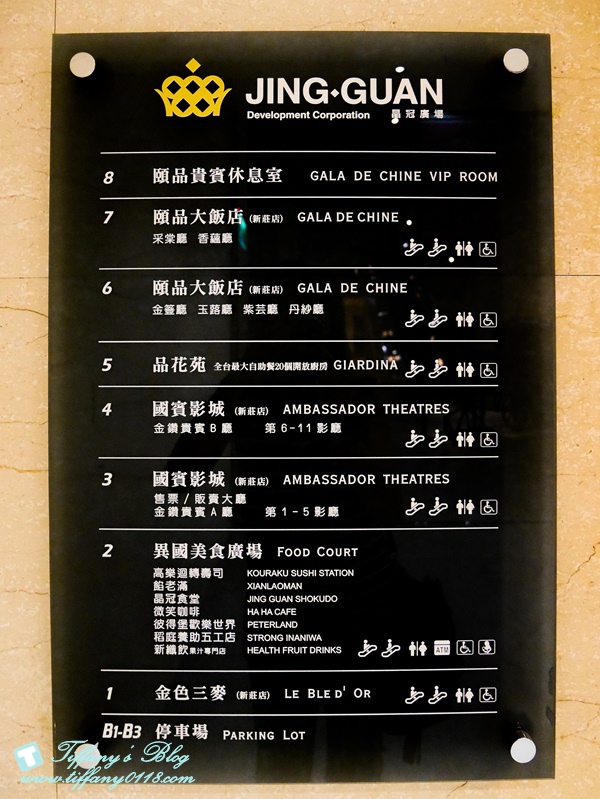 JING·GUAN
Development Corporation 晶冠廣場
8 頤品貴賓休息室 GALA DE CHINE VIP ROOM
7 頤品大飯店 (新莊店) GALA DE CHINE
采棠廳 香蘊廳
6 頤品大飯店 (新莊店) GALA DE CHINE
金簦廳 玉蕗廳 紫芸廳 丹紗廳
5 品花苑 全台最大自助餐20個開放廚房 GIARDINA
4 國賓影城 (新莊店) AMBASSADOR THEATRES
金鑽貴賓B廳 第6-11影廳
3 國賓影城 (新莊店) AMBASSADOR THEATRES
售票/販賣大廳
金鑽貴賓A廳 第1-5影廳
2 異國美食廣場 FOOD COURT
高樂迴轉壽司 KOURAKU SUSHI STATION
餡老滿 XIANLAOMAN
晶冠食堂 JING GUAN SHOKUDO
微笑咖啡 HA HA CAFE
彼得堡歡樂世界 PETERLAND
稻庭養助五工店 STRONG INANIWA
新纖飲果汁專門店 HEALTH FRUIT DRINKS
ATM
1 金色三麥 (新莊店) LE BLE D' OR
B1-B3 停車場 PARKING LOT
T Tiffany's Blog
www.tiffany0118.com